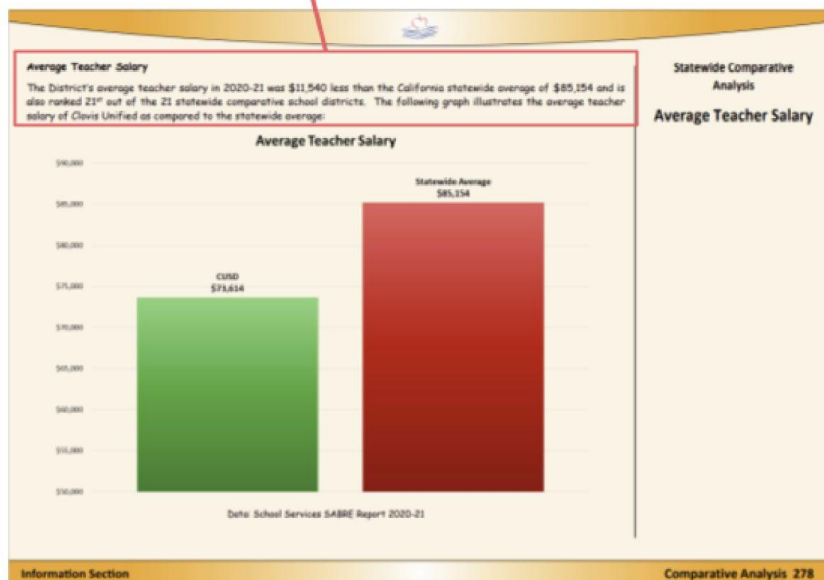 Average Teacher Salary
The District's average teacher salary in 2020-21 was $11,540 less than the California statewide average of $85,154 and is
also ranked 21st out of the 21 statewide comparative school districts. The following graph illustrates the average teacher
salary of Clovis Unified as compared to the statewide average:
Statewide Comparative
Analysis
Average Teacher Salary
Average Teacher Salary
$90,000
$85,000
$80,000
$75,000
$70,000
$65,000
$60,000
$55,000
$50,000
Statewide Average
$85,154
CUSD
$73,614
Data: School Services SABRE Report 2020-21
Information Section
Comparative Analysis 278